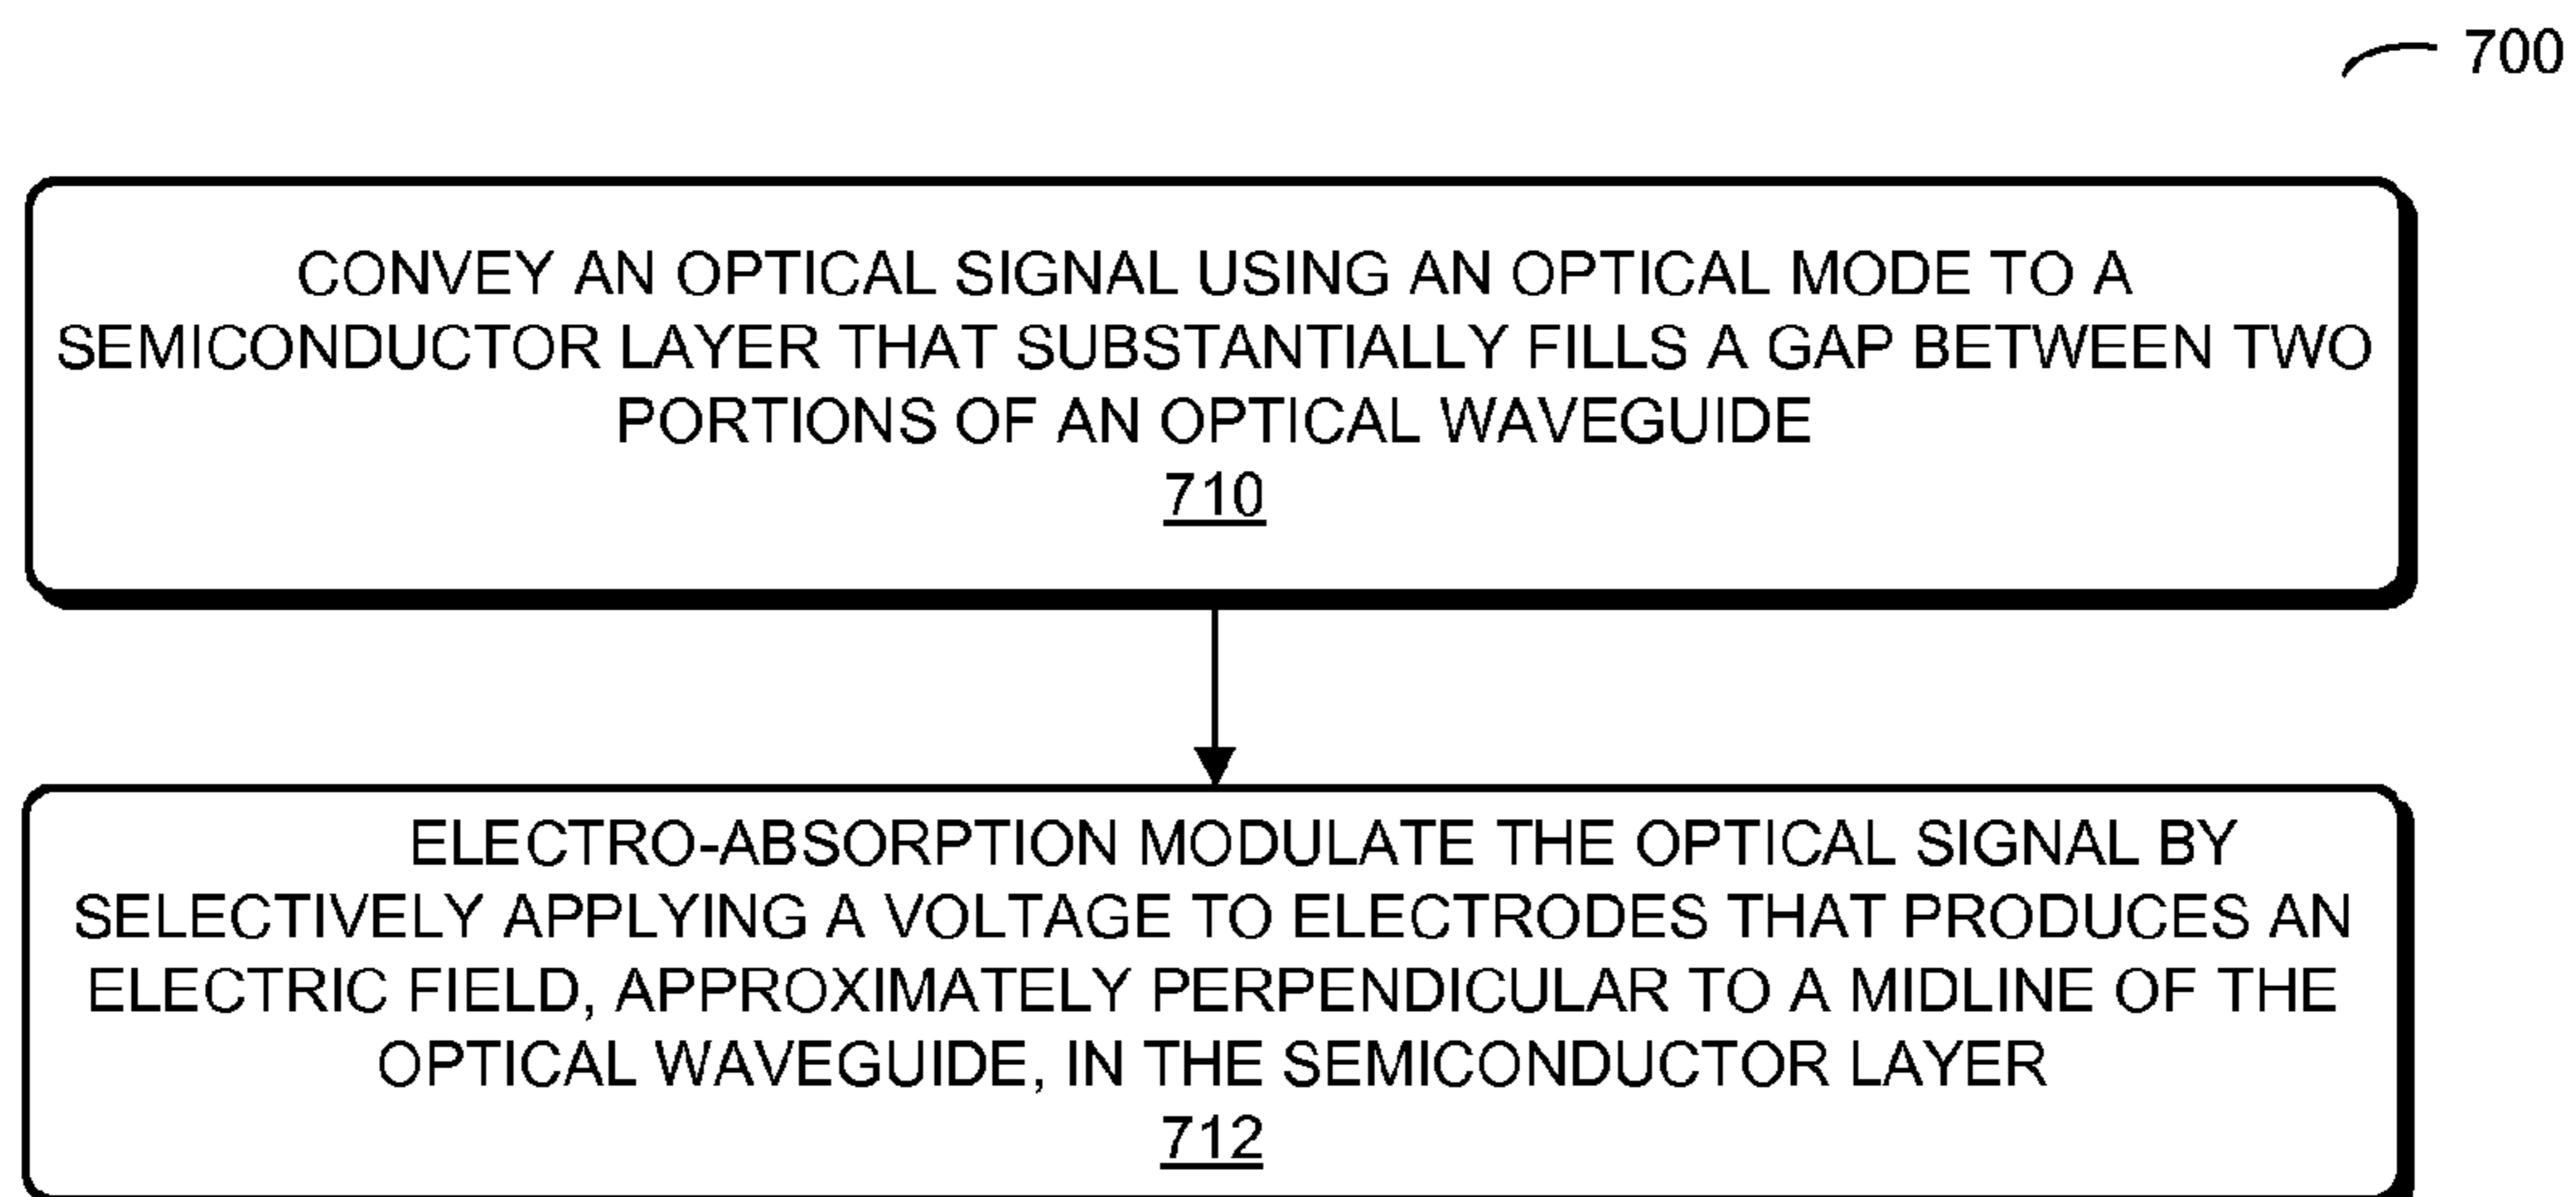 700
CONVEY AN OPTICAL SIGNAL USING AN OPTICAL MODE TO A
SEMICONDUCTOR LAYER THAT SUBSTANTIALLY FILLS A GAP BETWEEN TWO
PORTIONS OF AN OPTICAL WAVEGUIDE
710
ELECTRO-ABSORPTION MODULATE THE OPTICAL SIGNAL BY
SELECTIVELY APPLYING A VOLTAGE TO ELECTRODES THAT PRODUCES AN
ELECTRIC FIELD, APPROXIMATELY PERPENDICULAR TO A MIDLINE OF THE
OPTICAL WAVEGUIDE, IN THE SEMICONDUCTOR LAYER
712